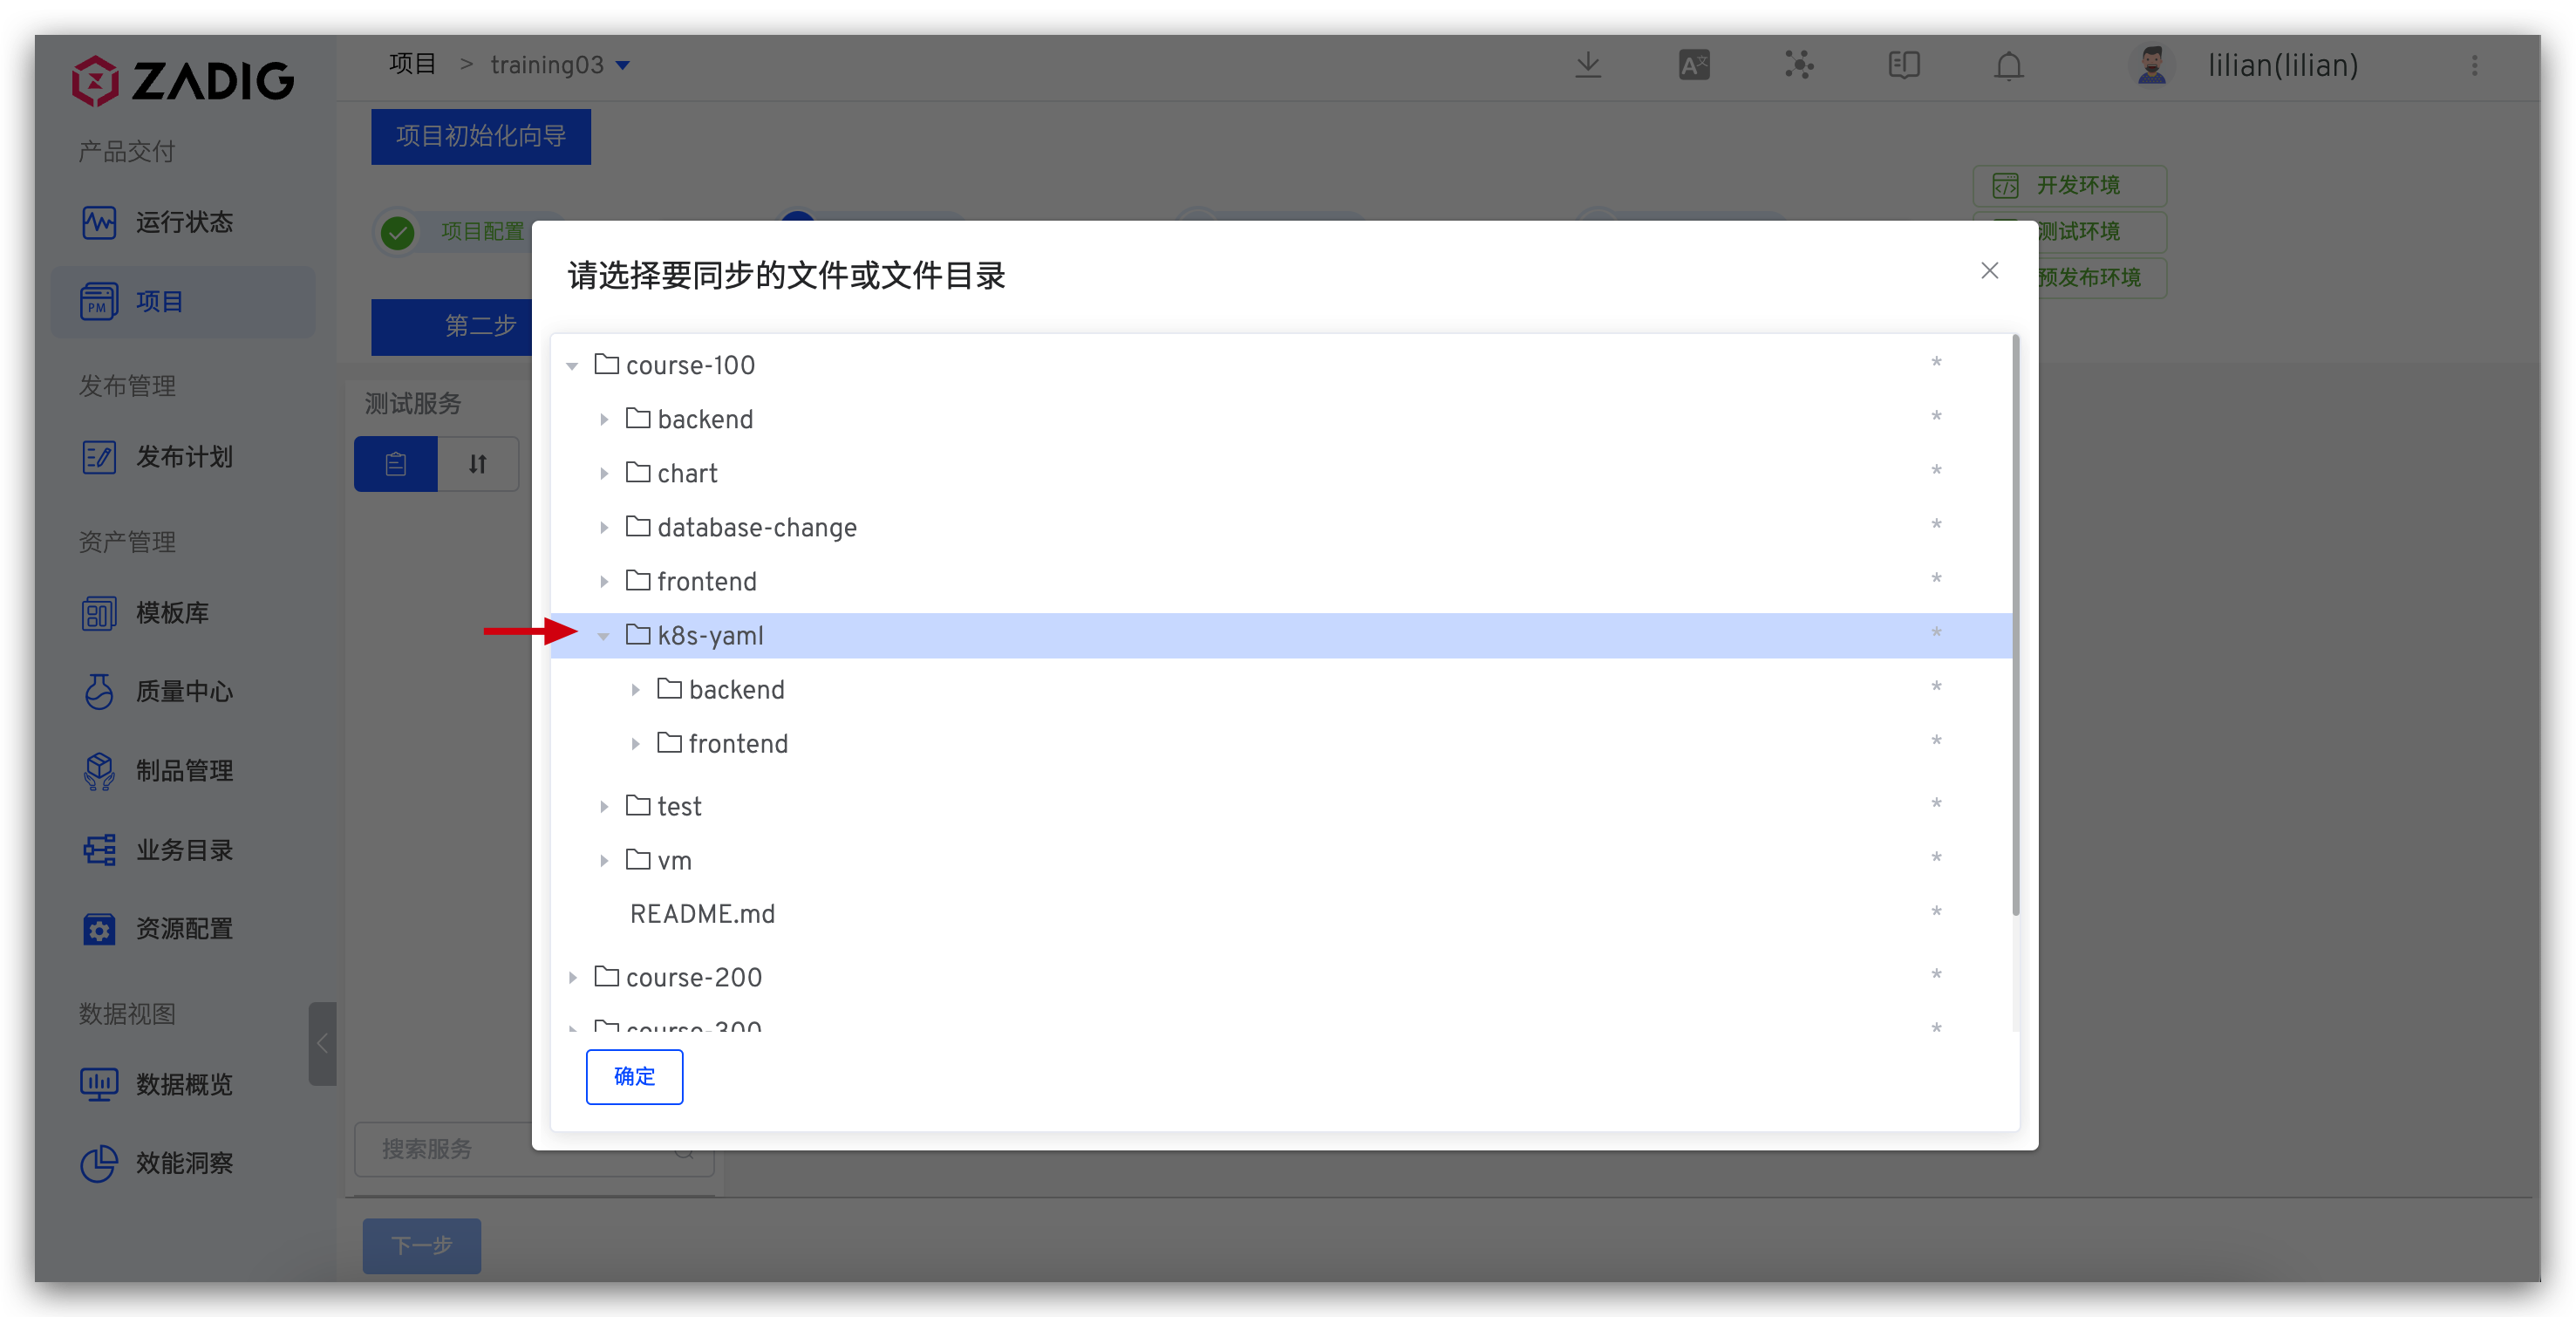 ZADIG
项目 > training03
lilian(lilian)
产品交付
运行状态
项目
发布管理
发布计划
资产管理
模板库
质量中心
制品管理
业务目录
资源配置
数据视图
数据概览
效能洞察
项目初始化向导
项目配置
开发环境
测试环境
预发布环境
第二步
测试服务
请选择要同步的文件或文件目录
course-100 *
backend *
chart *
database-change *
frontend *
k8s-yaml *
backend *
frontend *
test *
vm *
README.md *
course-200 *
course-300 *
确定
搜索服务
下一步